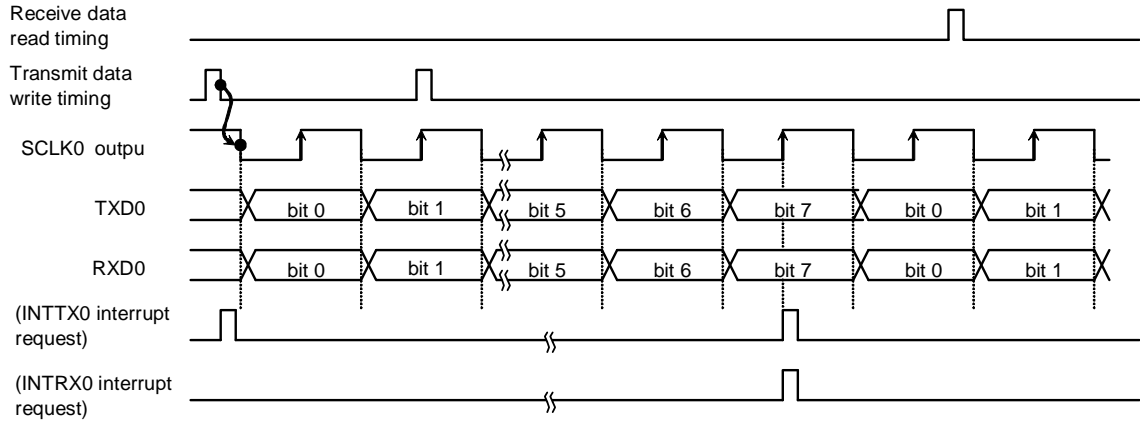 Receive data
read timing
Transmit data
write timing
SCLK0 outpu
TXD0
bit 0 bit 1 bit 5 bit 6 bit 7 bit 0 bit 1
RXD0
bit 0 bit 1 bit 5 bit 6 bit 7 bit 0 bit 1
(INTTX0 interrupt
request)
(INTRX0 interrupt
request)